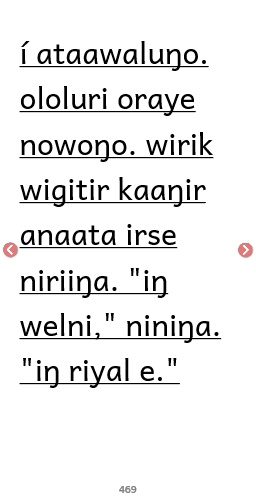 í ataawaluŋo.
ololuri oraye
nowoŋo. wirik
wigitir kaaŋir
anaata irse
niriiŋa. "iŋ
welni," niniŋa.
"iŋ riyal e."
469